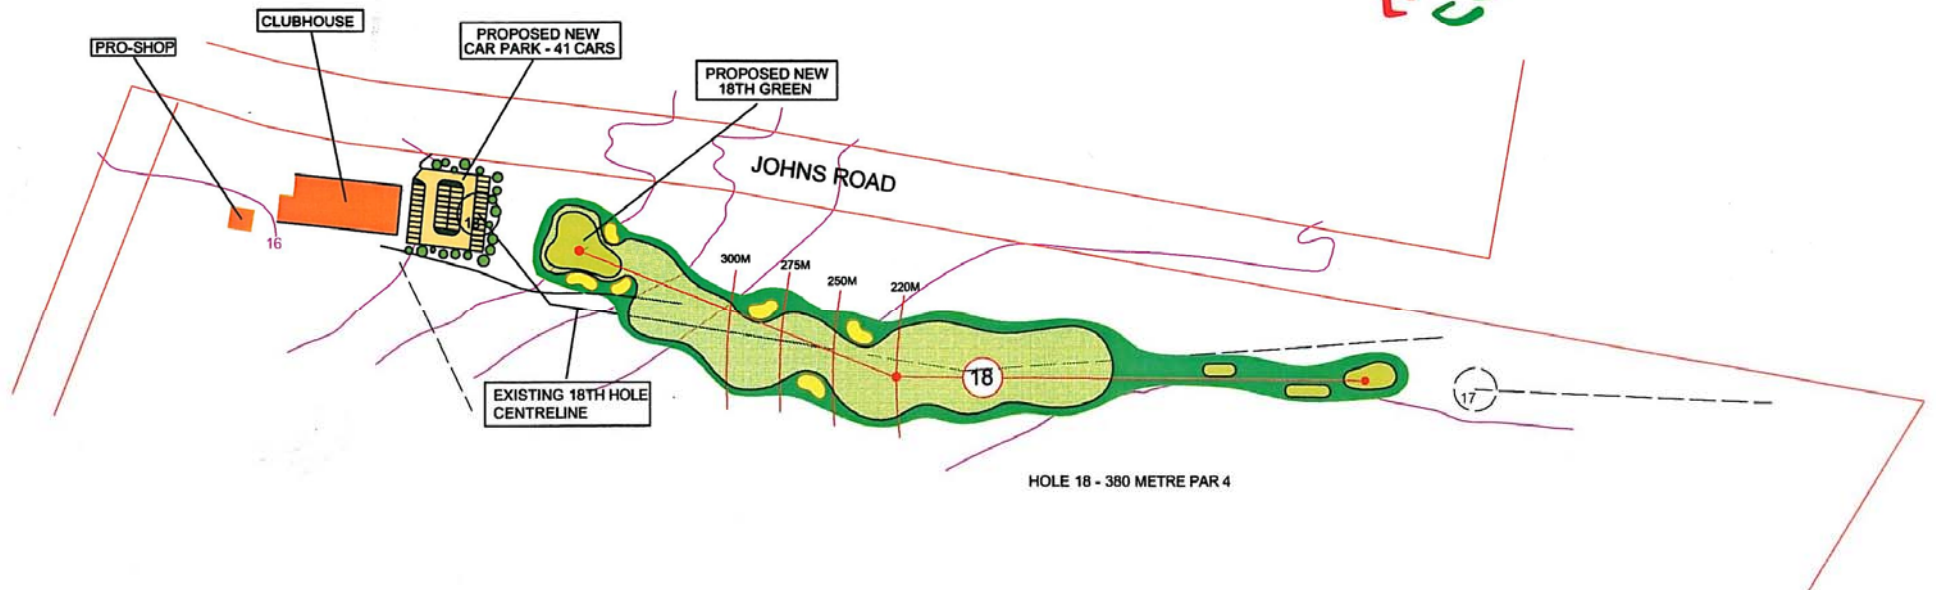 CLUBHOUSE
PRO-SHOP
PROPOSED NEW
CAR PARK - 41 CARS
PROPOSED NEW
18TH GREEN
JOHNS ROAD
16
300M
275M
250M
220M
18
17
EXISTING 18TH HOLE
CENTRELINE
HOLE 18 - 380 METRE PAR 4